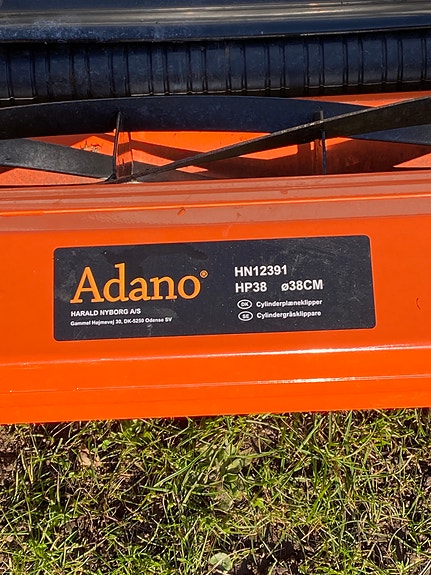 Adano®
HARALD NYBORG A/S
Gammel Højmevej 30, DK-5250 Odense SV
HN12391
HP38 ø38CM
DK Cylinderplæneklipper
SE Cylindergräsklippare